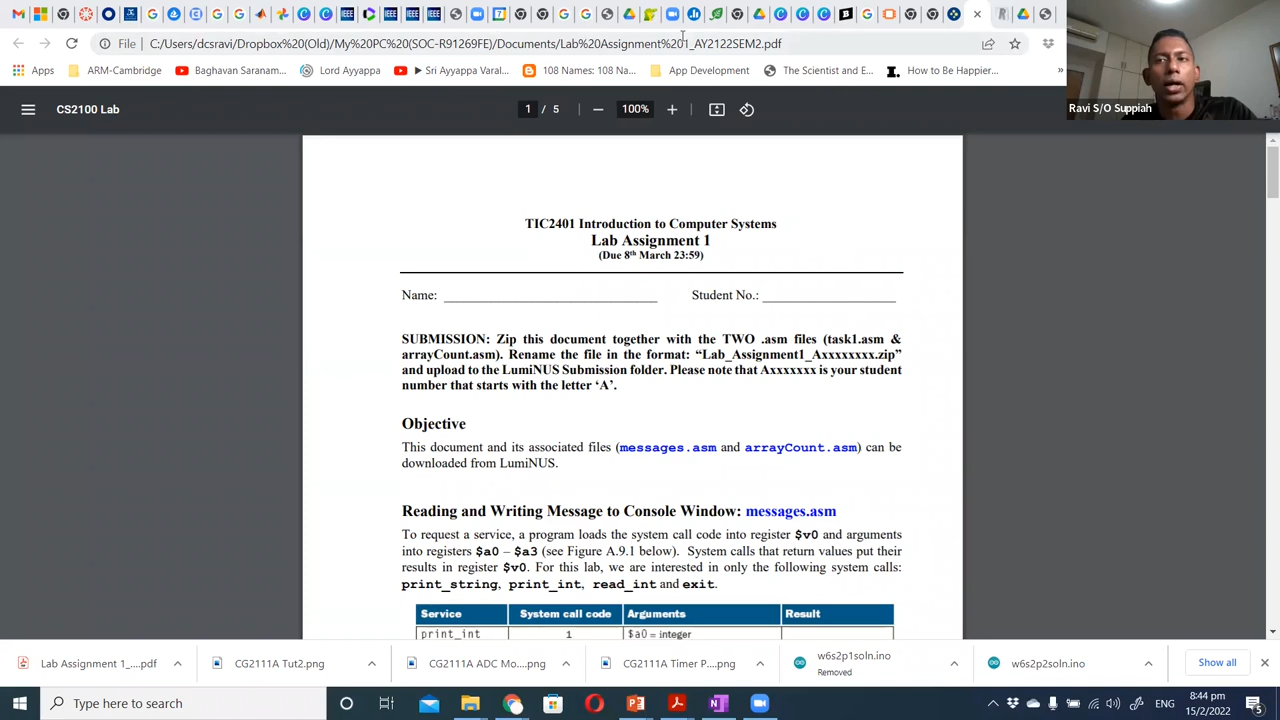 File
C:/Users/dcsravi/Dropbox%20(Old)/My%20PC%20(SOC-R91269FE)/Documents/Lab%20Assignment%201_AY2122SEM2.pdf
Apps
ARM-Cambridge
Baghavan Saranam...
Lord Ayyappa
Sri Ayyappa Varal...
108 Names: 108 Na...
App Development
The Scientist and E...
How to Be Happier...
»
Ravi S/O Suppiah
CS2100 Lab
1 / 5
100%
TIC2401 Introduction to Computer Systems
Lab Assignment 1
(Due 8th March 23:59)
Name: Student No.:
SUBMISSION: Zip this document together with the TWO .asm files (task1.asm &
arrayCount.asm). Rename the file in the format: “Lab_Assignment1_Axxxxxxxx.zip”
and upload to the LumiNUS Submission folder. Please note that Axxxxxxx is your student
number that starts with the letter ‘A’.
Objective
This document and its associated files (messages.asm and arrayCount.asm) can be
downloaded from LumiNUS.
Reading and Writing Message to Console Window: messages.asm
To request a service, a program loads the system call code into register $v0 and arguments
into registers $a0 – $a3 (see Figure A.9.1 below). System calls that return values put their
results in register $v0. For this lab, we are interested in only the following system calls:
print_string, print_int, read_int and exit.
Service System call code Arguments Result
print_int 1 $a0 = integer
Lab Assignment 1_....pdf
CG2111A Tut2.png
CG2111A ADC Mo....png
CG2111A Timer P....png
w6s2p1soln.ino
Removed
w6s2p2soln.ino
Show all
Type here to search
ENG
8:44 pm
15/2/2022
5